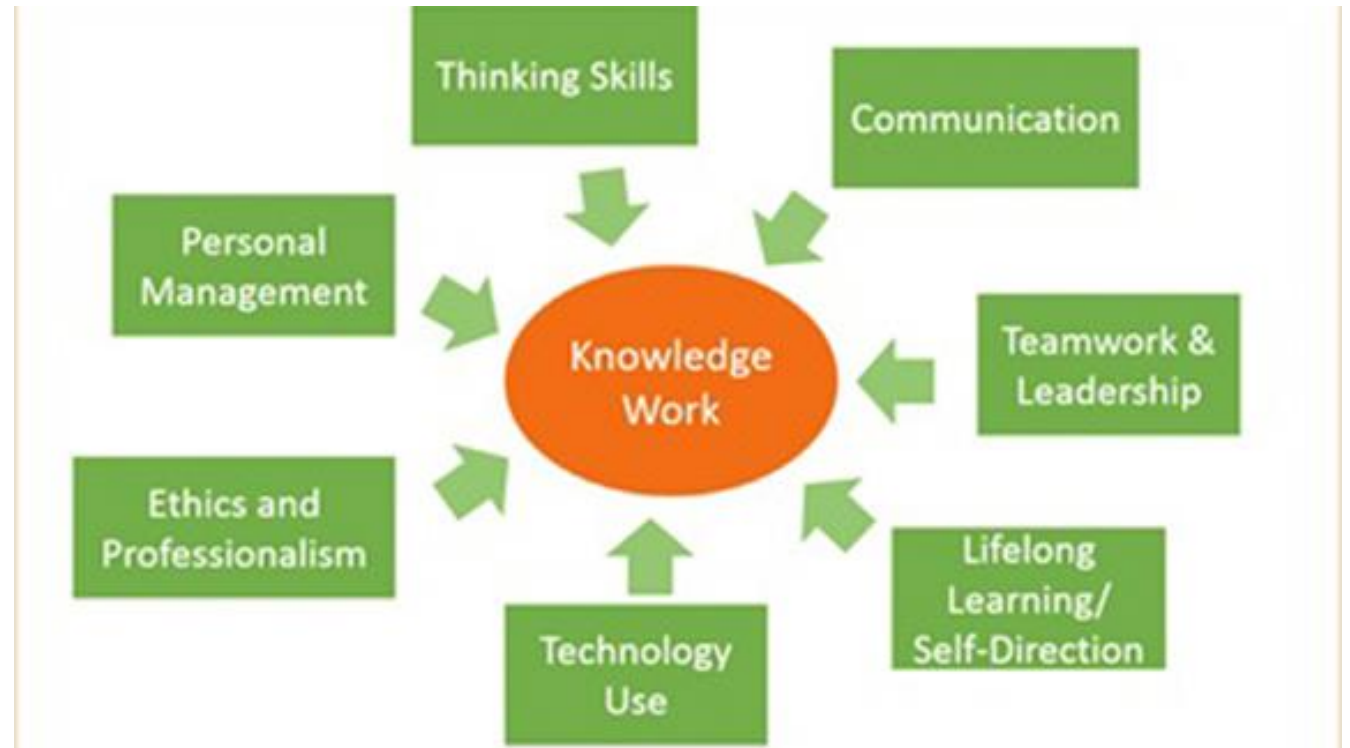 Thinking Skills
Communication
Personal
Management
Knowledge
Work
Teamwork &
Leadership
Ethics and
Professionalism
Lifelong
Learning/
Self-Direction
Technology
Use